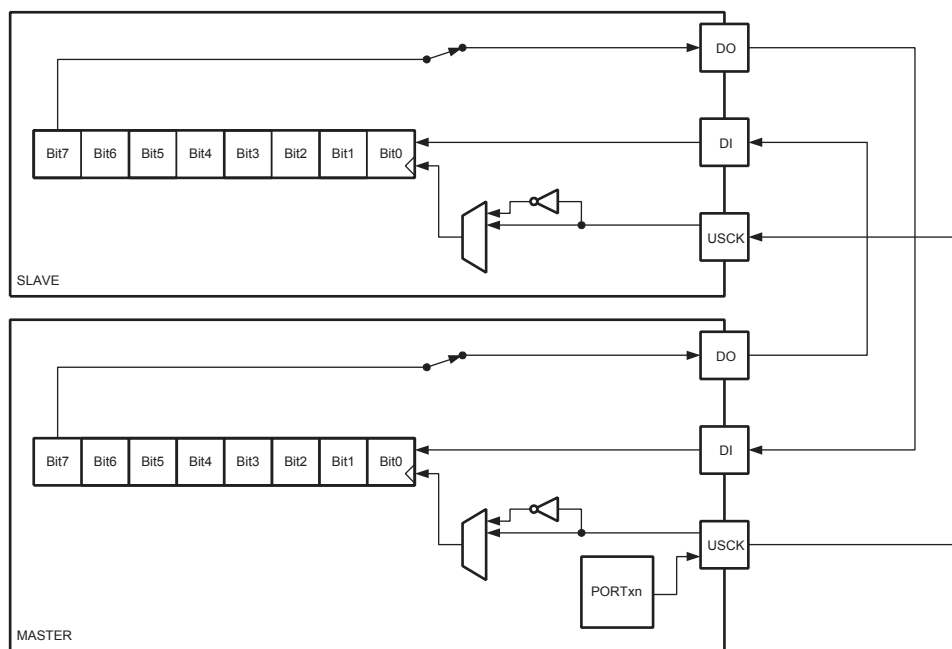 DO
Bit7 Bit6 Bit5 Bit4 Bit3 Bit2 Bit1 Bit0
DI
USCK
SLAVE
DO
Bit7 Bit6 Bit5 Bit4 Bit3 Bit2 Bit1 Bit0
DI
USCK
PORTxn
MASTER